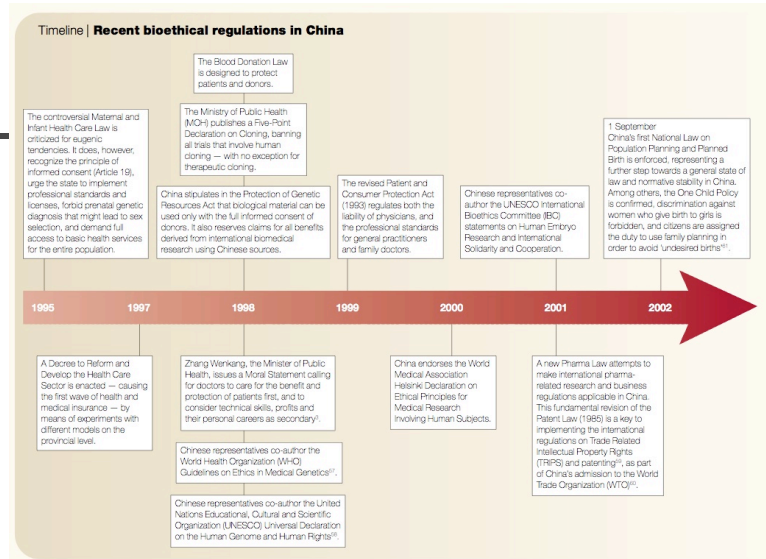 Timeline | Recent bioethical regulations in China
The Blood Donation Law
is designed to protect
patients and donors.
The controversial Maternal and
Infant Health Care Law is
criticized for eugenic
tendencies. It does, however,
recognize the principle of
informed consent (Article 19),
urge the state to implement
professional standards and
licenses, forbid prenatal genetic
diagnosis that might lead to sex
selection, and demand full
access to basic health services
for the entire population.
The Ministry of Public Health
(MOH) publishes a Five-Point
Declaration on Cloning, banning
all trials that involve human
cloning — with no exception for
therapeutic cloning.
China stipulates in the Protection of Genetic
Resources Act that biological material can be
used only with the full informed consent of
donors. It also reserves claims for all benefits
derived from international biomedical
research using Chinese sources.
The revised Patient and
Consumer Protection Act
(1993) regulates both the
liability of physicians, and
the professional standards
for general practitioners
and family doctors.
Chinese representatives co-
author the UNESCO International
Bioethics Committee (IBC)
statements on Human Embryo
Research and International
Solidarity and Cooperation.
1 September
China's first National Law on
Population Planning and Planned
Birth is enforced, representing a
further step towards a general state of
law and normative stability in China.
Among others, the One Child Policy
is confirmed, discrimination against
women who give birth to girls is
forbidden, and citizens are assigned
the duty to use family planning in
order to avoid 'undesired births'
1995
1997
1998
1999
2000
2001
2002
A Decree to Reform and
Develop the Health Care
Sector is enacted — causing
the first wave of health and
medical insurance — by
means of experiments with
different models on the
provincial level.
Zhang Wenkang, the Minister of Public
Health, issues a Moral Statement calling
for doctors to care for the benefit and
protection of patients first, and to
consider technical skills, profits and
their personal careers as secondary
Chinese representatives co-author the
World Health Organization (WHO)
Guidelines on Ethics in Medical Genetics
Chinese representatives co-author the United
Nations Educational, Cultural and Scientific
Organization (UNESCO) Universal Declaration
on the Human Genome and Human Rights
China endorses the World
Medical Association
Helsinki Declaration on
Ethical Principles for
Medical Research
Involving Human Subjects.
A new Pharma Law attempts to
make international pharma-
related research and business
regulations applicable in China.
This fundamental revision of the
Patent Law (1985) is a key to
implementing the international
regulations on Trade Related
Intellectual Property Rights
(TRIPS) and patenting, as part
of China's admission to the World
Trade Organization (WTO)